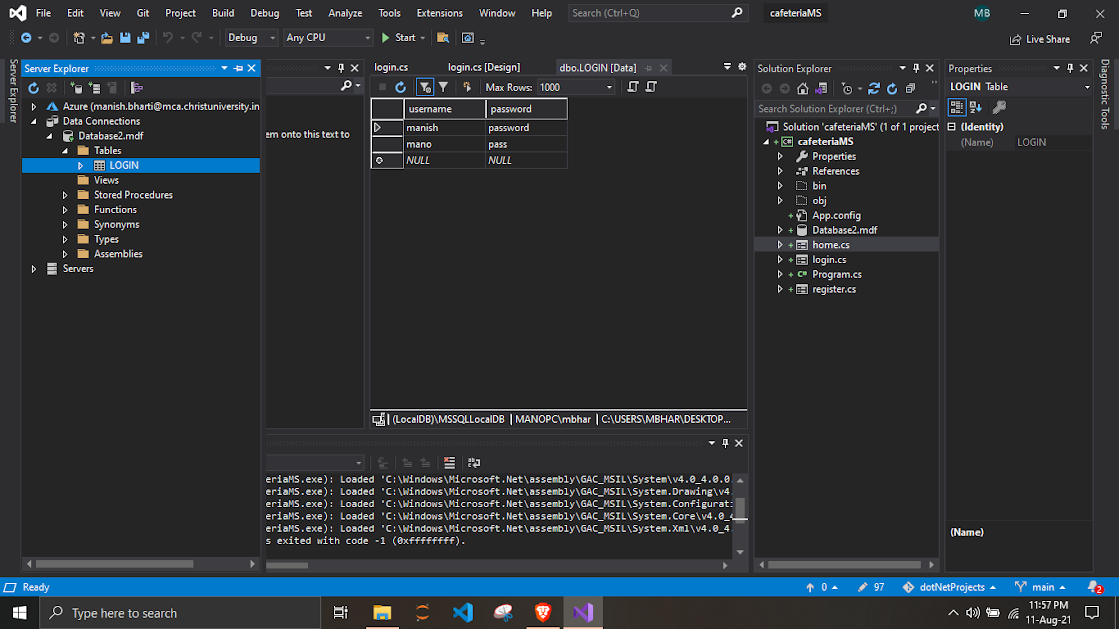 File Edit View Git Project Build Debug Test Analyze Tools Extensions Window Help Search (Ctrl+Q) cafeteriaMS MB
Debug Any CPU Start Live Share
Server Explorer
Server Explorer
Azure (manish.bharti@mca.christuniversity.in
Data Connections
Database2.mdf
Tables
LOGIN
Views
Stored Procedures
Functions
Synonyms
Types
Assemblies
Servers
em onto this text to
login.cs login.cs [Design] dbo.LOGIN [Data]
Max Rows: 1000
username password
manish password
mano pass
NULL NULL
(LocalDB)\MSSQLLocalDB MANOPC\mbhar C:\USERS\MBHAR\DESKTOP...
eriaMS.exe): Loaded 'C:\Windows\Microsoft.Net\assembly\GAC_MSIL\System\v4.0_4.0.0.
eriaMS.exe): Loaded 'C:\Windows\Microsoft.Net\assembly\GAC_MSIL\System.Drawing\v4.
eriaMS.exe): Loaded 'C:\Windows\Microsoft.Net\assembly\GAC_MSIL\System.Configurati
eriaMS.exe): Loaded 'C:\Windows\Microsoft.Net\assembly\GAC_MSIL\System.Core\v4.0_4
eriaMS.exe): Loaded 'C:\Windows\Microsoft.Net\assembly\GAC_MSIL\System.Xml\v4.0_4.
s exited with code -1 (0xffffffff).
Solution Explorer
Search Solution Explorer (Ctrl+;)
Solution 'cafeteriaMS' (1 of 1 project
cafeteriaMS
Properties
References
bin
obj
App.config
Database2.mdf
home.cs
login.cs
Program.cs
register.cs
Properties
LOGIN Table
(Identity)
(Name) LOGIN
(Name)
Diagnostic Tools
Ready 0 97 dotNetProjects main 2
Type here to search
11:57 PM
11-Aug-21